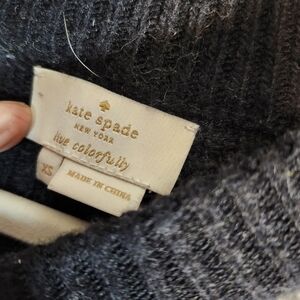 kate spade
NEW YORK
live colorfully
XS
MADE IN CHINA